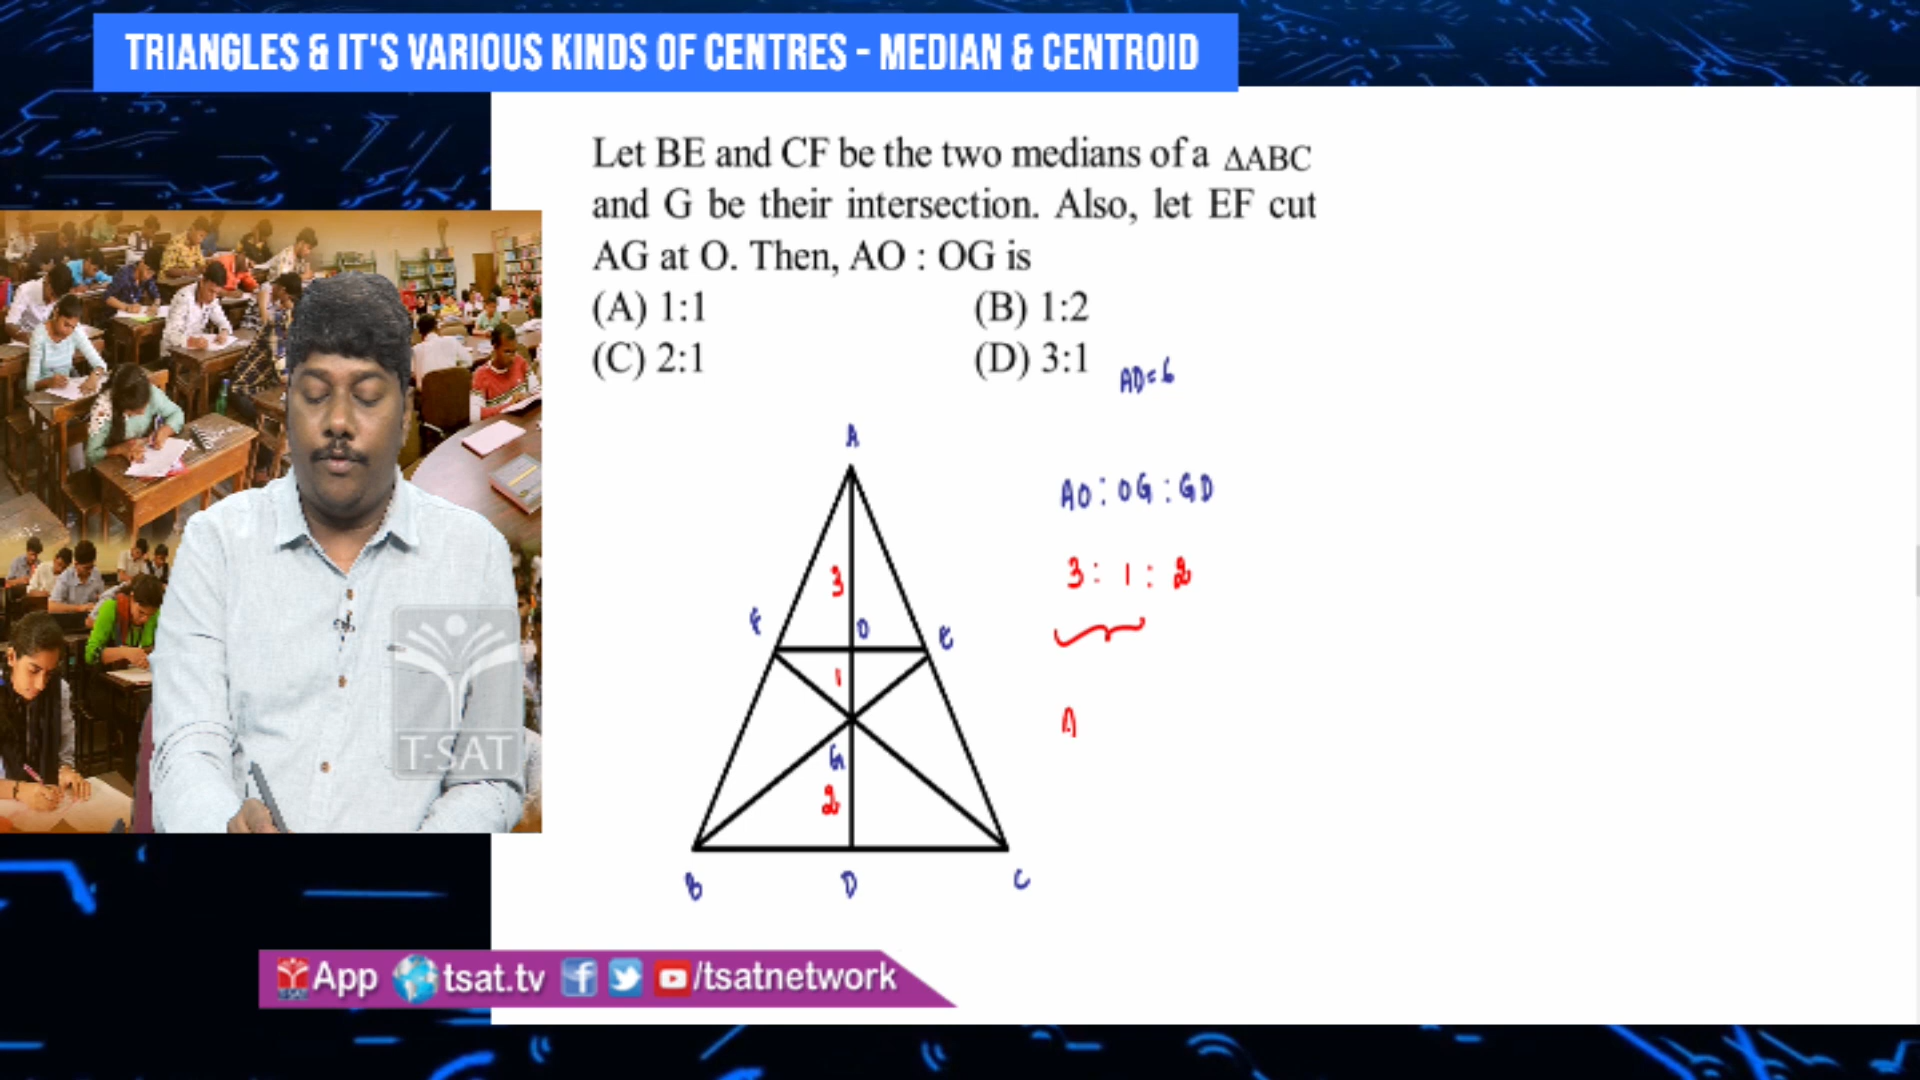 TRIANGLES & IT'S VARIOUS KINDS OF CENTRES - MEDIAN & CENTROID
Let BE and CF be the two medians of a ΔABC
and G be their intersection. Also, let EF cut
AG at O. Then, AO : OG is
(A) 1:1 (B) 1:2
(C) 2:1 (D) 3:1
AD=6
A
AO : OG : GD
3
3 : 1 : 2
F O E
1
A
G
2
B D C
T-SAT
T-SAT App tsat.tv /tsatnetwork